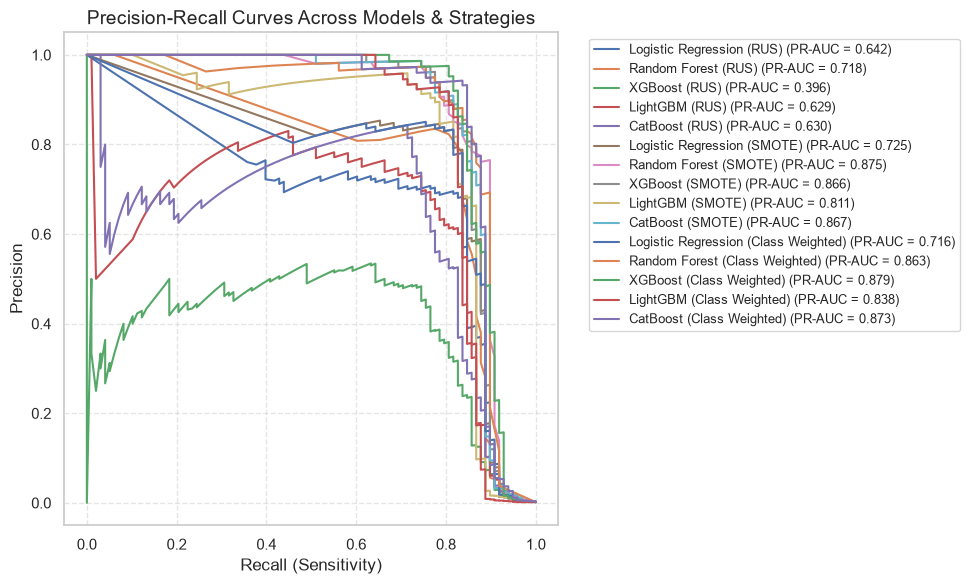 Precision-Recall Curves Across Models & Strategies
Precision
1.0
0.8
0.6
0.4
0.2
0.0
0.0 0.2 0.4 0.6 0.8 1.0
Recall (Sensitivity)
Logistic Regression (RUS) (PR-AUC = 0.642)
Random Forest (RUS) (PR-AUC = 0.718)
XGBoost (RUS) (PR-AUC = 0.396)
LightGBM (RUS) (PR-AUC = 0.629)
CatBoost (RUS) (PR-AUC = 0.630)
Logistic Regression (SMOTE) (PR-AUC = 0.725)
Random Forest (SMOTE) (PR-AUC = 0.875)
XGBoost (SMOTE) (PR-AUC = 0.866)
LightGBM (SMOTE) (PR-AUC = 0.811)
CatBoost (SMOTE) (PR-AUC = 0.867)
Logistic Regression (Class Weighted) (PR-AUC = 0.716)
Random Forest (Class Weighted) (PR-AUC = 0.863)
XGBoost (Class Weighted) (PR-AUC = 0.879)
LightGBM (Class Weighted) (PR-AUC = 0.838)
CatBoost (Class Weighted) (PR-AUC = 0.873)